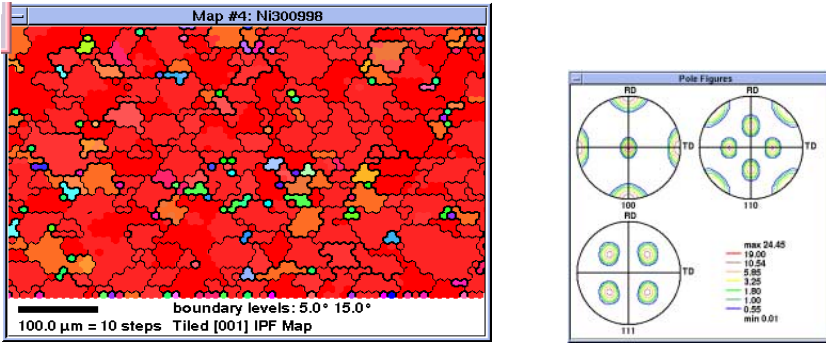 Map #4: Ni300998
boundary levels: 5.0° 15.0°
100.0 µm = 10 steps Tiled [001] IPF Map
Pole Figures
RD
RD
TD
TD
100
110
RD
TD
111
max 24.45
19.00
10.54
5.85
3.25
1.80
1.00
0.55
min 0.01